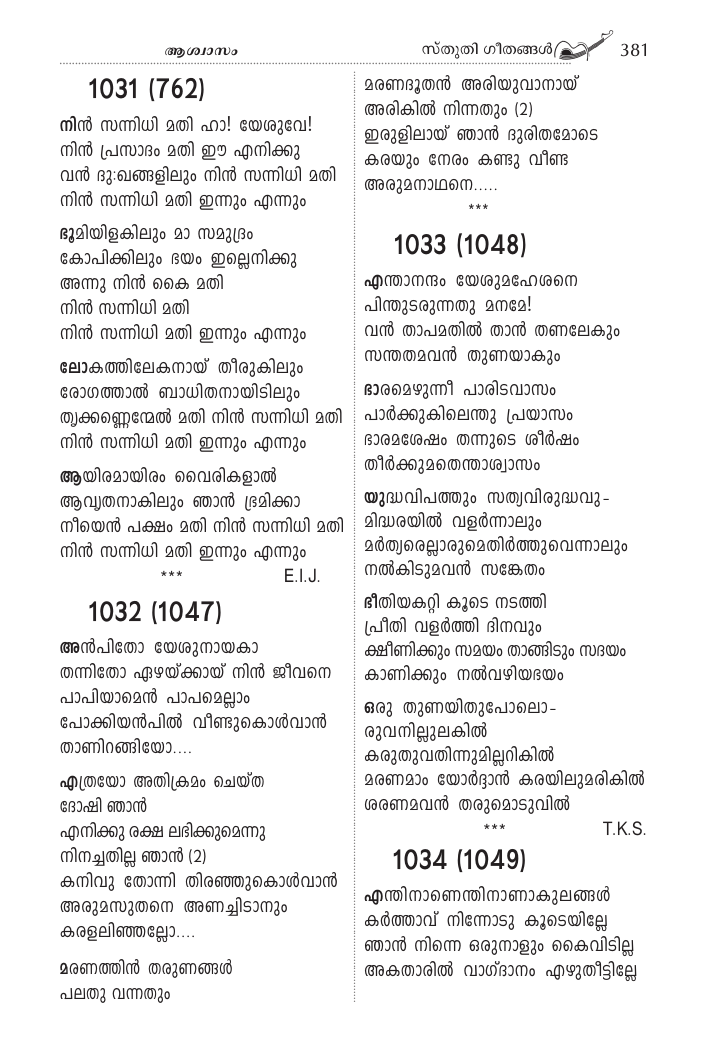 ആശ്വാസം
സ്തുതി ഗീതങ്ങൾ 381
1031 (762)
നിൻ സന്നിധി മതി ഹാ! യേശുവേ!
നിൻ പ്രസാദം മതി ഈ എനിക്കു
വൻ ദു:ഖങ്ങളിലും നിൻ സന്നിധി മതി
നിൻ സന്നിധി മതി ഇന്നും എന്നും
ഭൂമിയിളകിലും മാ സമുദ്രം
കോപിക്കിലും ഭയം ഇല്ലെനിക്കു
അന്നു നിൻ കൈ മതി
നിൻ സന്നിധി മതി
നിൻ സന്നിധി മതി ഇന്നും എന്നും
ലോകത്തിലേകനായ് തീരുകിലും
രോഗത്താൽ ബാധിതനായിടിലും
തൃക്കണ്ണെന്മേൽ മതി നിൻ സന്നിധി മതി
നിൻ സന്നിധി മതി ഇന്നും എന്നും
ആയിരമായിരം വൈരികളാൽ
ആവൃതനാകിലും ഞാൻ ഭ്രമിക്കാ
നീയെൻ പക്ഷം മതി നിൻ സന്നിധി മതി
നിൻ സന്നിധി മതി ഇന്നും എന്നും
*** E.I.J.
1032 (1047)
അൻപിതോ യേശുനായകാ
തന്നിതോ ഏഴയ്ക്കായ് നിൻ ജീവനെ
പാപിയാമെൻ പാപമെല്ലാം
പോക്കിയൻപിൽ വീണ്ടുകൊൾവാൻ
താണിറങ്ങിയോ....
എത്രയോ അതിക്രമം ചെയ്ത
ദോഷി ഞാൻ
എനിക്കു രക്ഷ ലഭിക്കുമെന്നു
നിനച്ചതില്ല ഞാൻ (2)
കനിവു തോന്നി തിരഞ്ഞുകൊൾവാൻ
അരുമസുതനെ അണച്ചിടാനും
കരളലിഞ്ഞല്ലോ....
മരണത്തിൻ തരുണങ്ങൾ
പലതു വന്നതും
മരണദൂതൻ അരിയുവാനായ്
അരികിൽ നിന്നതും (2)
ഇരുളിലായ് ഞാൻ ദുരിതമോടെ
കരയും നേരം കണ്ടു വീണ്ട
അരുമനാഥനെ.....
***
1033 (1048)
എന്താനന്ദം യേശുമഹേശനെ
പിന്തുടരുന്നതു മനമേ!
വൻ താപമതിൽ താൻ തണലേകും
സന്തതമവൻ തുണയാകും
ഭാരമെഴുന്നീ പാരിടവാസം
പാർക്കുകിലെന്തു പ്രയാസം
ഭാരമശേഷം തന്നുടെ ശീർഷം
തീർക്കുമതെന്താശ്വാസം
യുദ്ധവിപത്തും സത്യവിരുദ്ധവു-
മിദ്ധരയിൽ വളർന്നാലും
മർത്യരെല്ലാരുമെതിർത്തുവെന്നാലും
നൽകിടുമവൻ സങ്കേതം
ഭീതിയകറ്റി കൂടെ നടത്തി
പ്രീതി വളർത്തി ദിനവും
ക്ഷീണിക്കും സമയം താങ്ങിടും സദയം
കാണിക്കും നൽവഴിയഭയം
ഒരു തുണയിതുപോലൊ-
രുവനില്ലുലകിൽ
കരുതുവതിന്നുമില്ലറികിൽ
മരണമാം യോർദ്ദാൻ കരയിലുമരികിൽ
ശരണമവൻ തരുമൊടുവിൽ
*** T.K.S.
1034 (1049)
എന്തിനാണെന്തിനാണാകുലങ്ങൾ
കർത്താവ് നിന്നോടു കൂടെയില്ലേ
ഞാൻ നിന്നെ ഒരുനാളും കൈവിടില്ല
അകതാരിൽ വാഗ്ദാനം എഴുതീട്ടില്ലേ